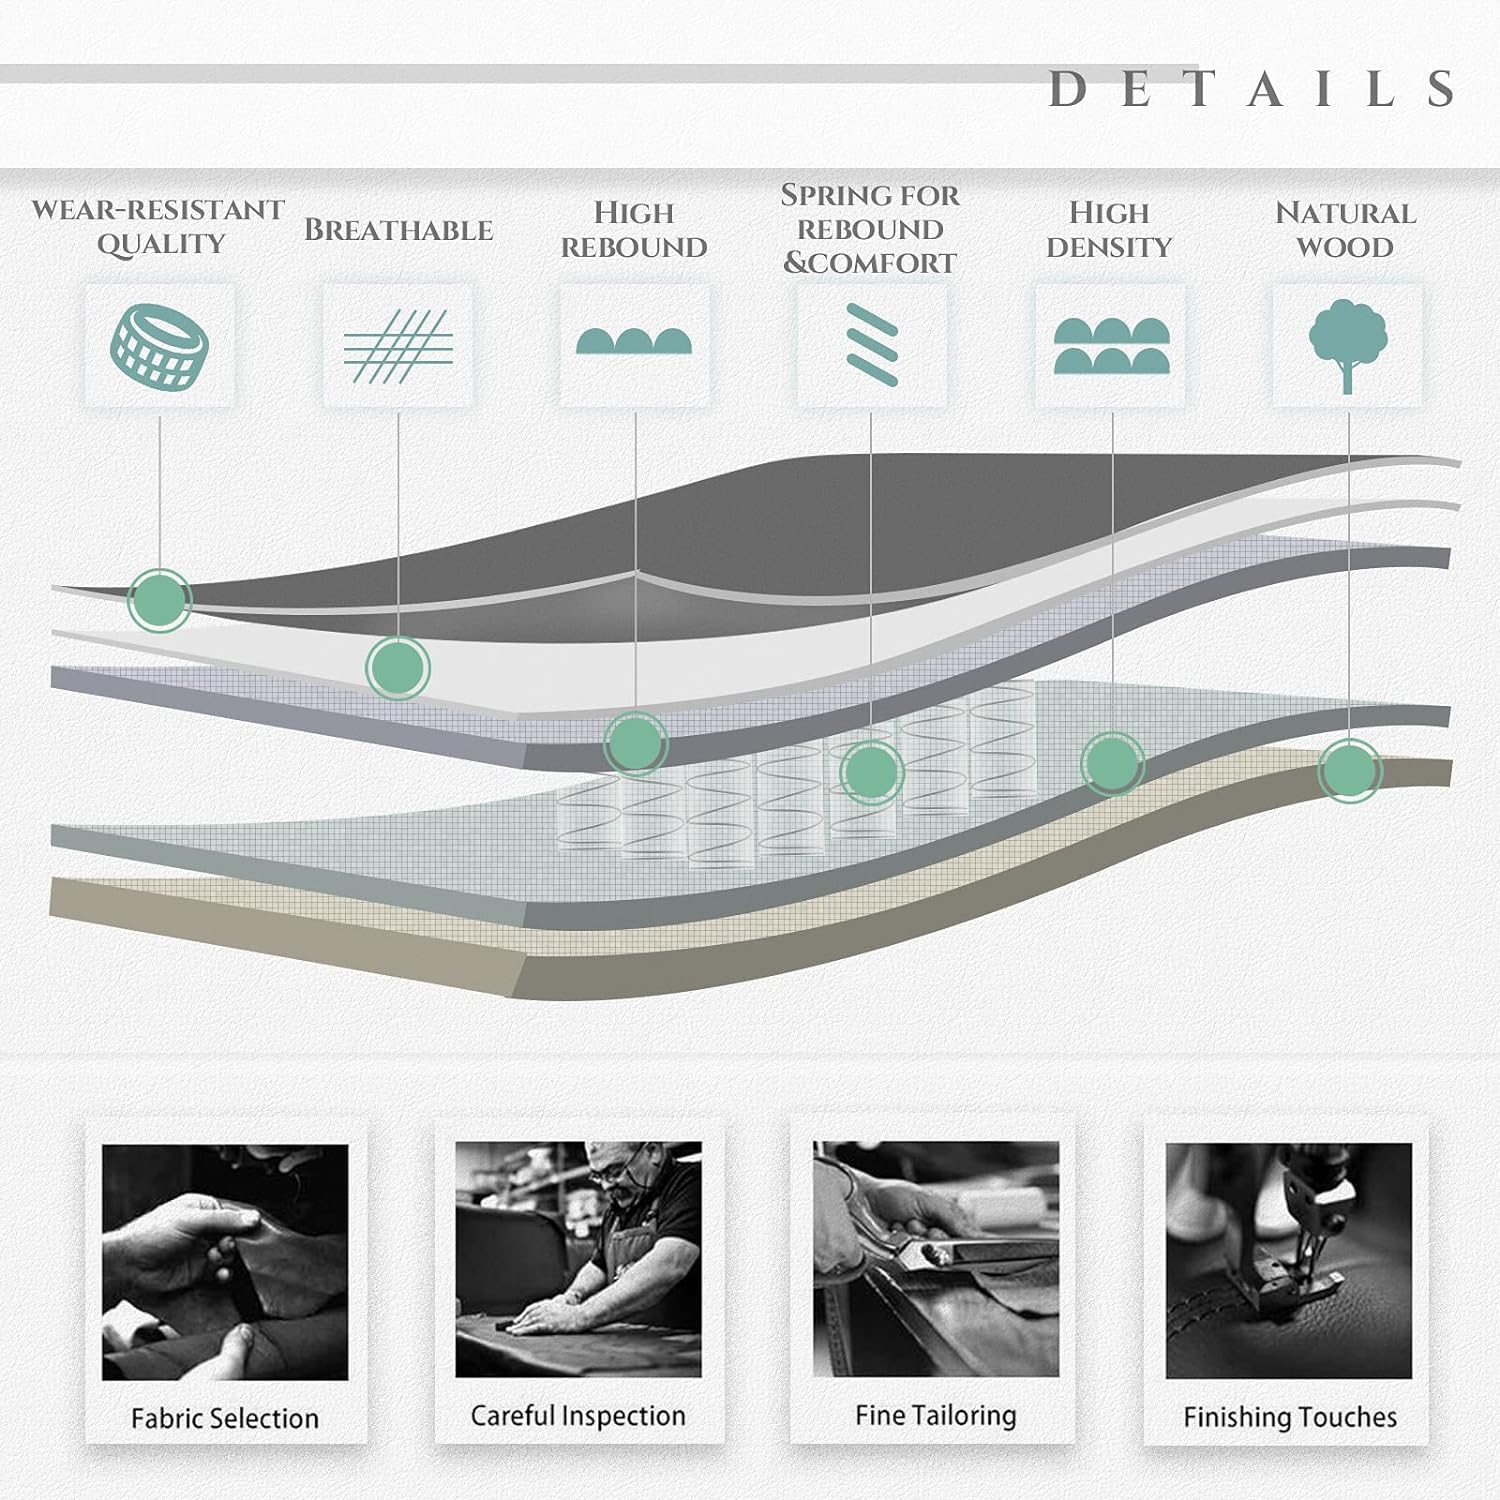 DETAILS
WEAR-RESISTANT
QUALITY
BREATHABLE
HIGH
REBOUND
SPRING FOR
REBOUND
&COMFORT
HIGH
DENSITY
NATURAL
WOOD
Fabric Selection
Careful Inspection
Fine Tailoring
Finishing Touches